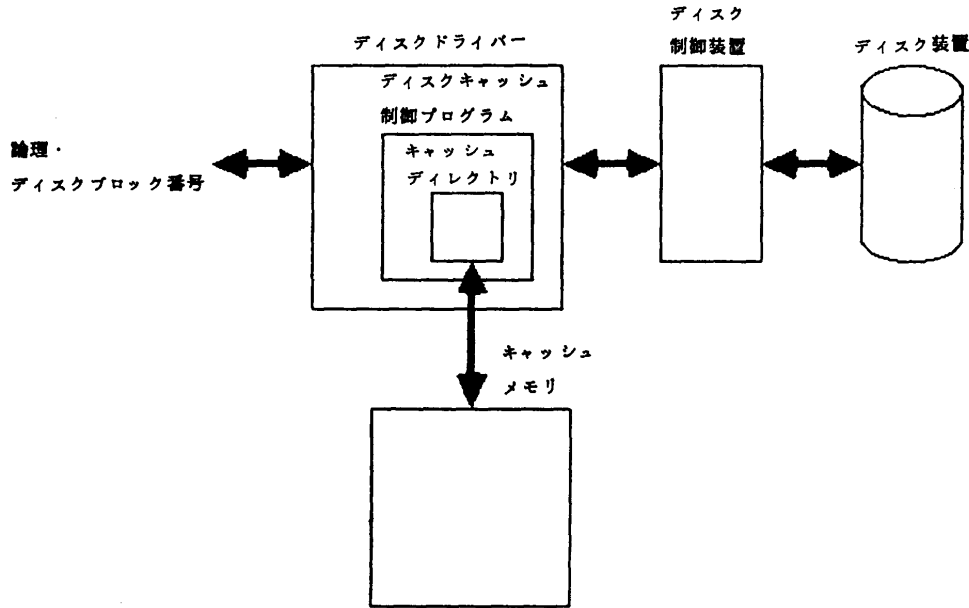 ディスク
ディスクドライバー
制御装置
ディスク装置
ディスクキャッシュ
制御プログラム
論理・
ディスクブロック番号
キャッシュ
ディレクトリ
キャッシュ
メモリ